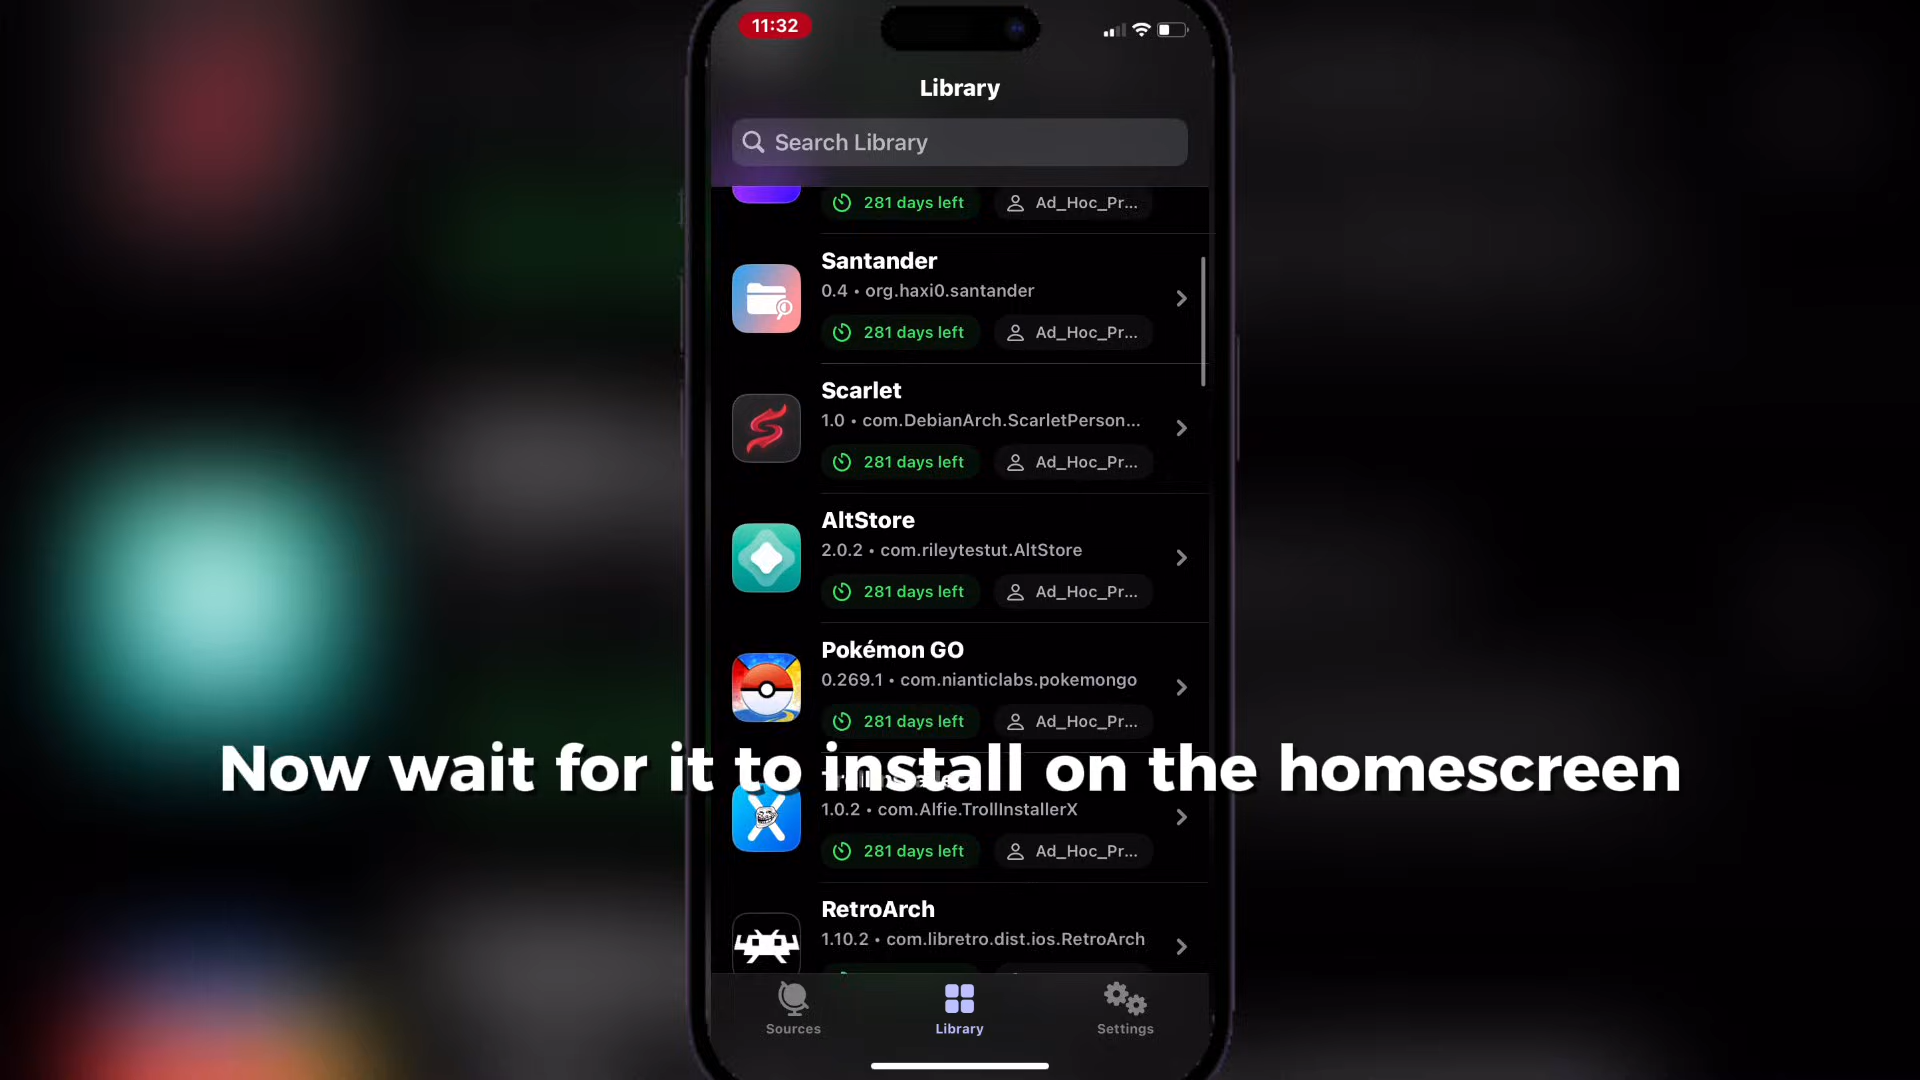 11:32
Library
Search Library
281 days left
Ad_Hoc_Pr...
Santander
0.4 • org.haxi0.santander
281 days left
Ad_Hoc_Pr...
Scarlet
1.0 • com.DebianArch.ScarletPerson...
281 days left
Ad_Hoc_Pr...
AltStore
2.0.2 • com.rileytestut.AltStore
281 days left
Ad_Hoc_Pr...
Pokémon GO
0.269.1 • com.nianticlabs.pokemongo
281 days left
Ad_Hoc_Pr...
Now wait for it to install on the homescreen
1.0.2 • com.Alfie.TrollInstallerX
281 days left
Ad_Hoc_Pr...
RetroArch
1.10.2 • com.libretro.dist.ios.RetroArch
Sources
Library
Settings